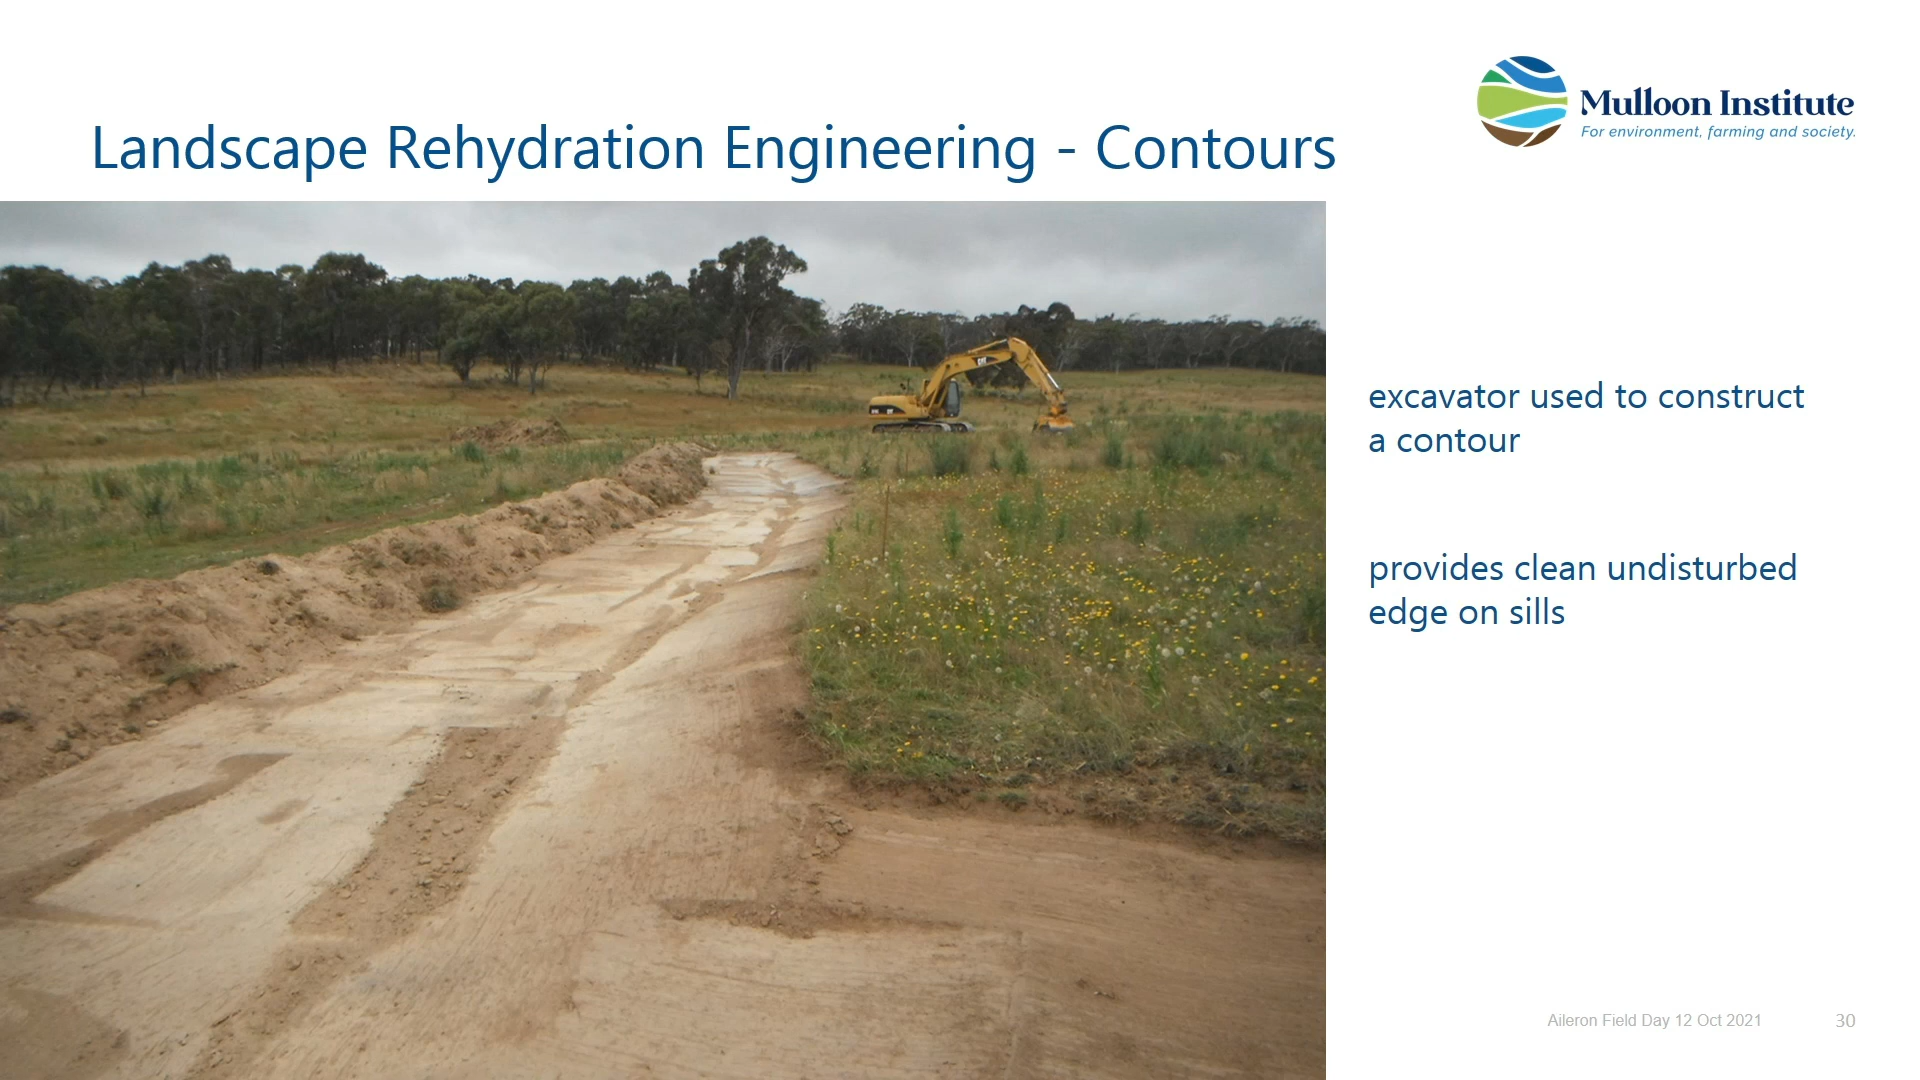 Mulloon Institute
For environment, farming and society.
Landscape Rehydration Engineering - Contours
CAT
excavator used to construct
a contour
provides clean undisturbed
edge on sills
Aileron Field Day 12 Oct 2021
30